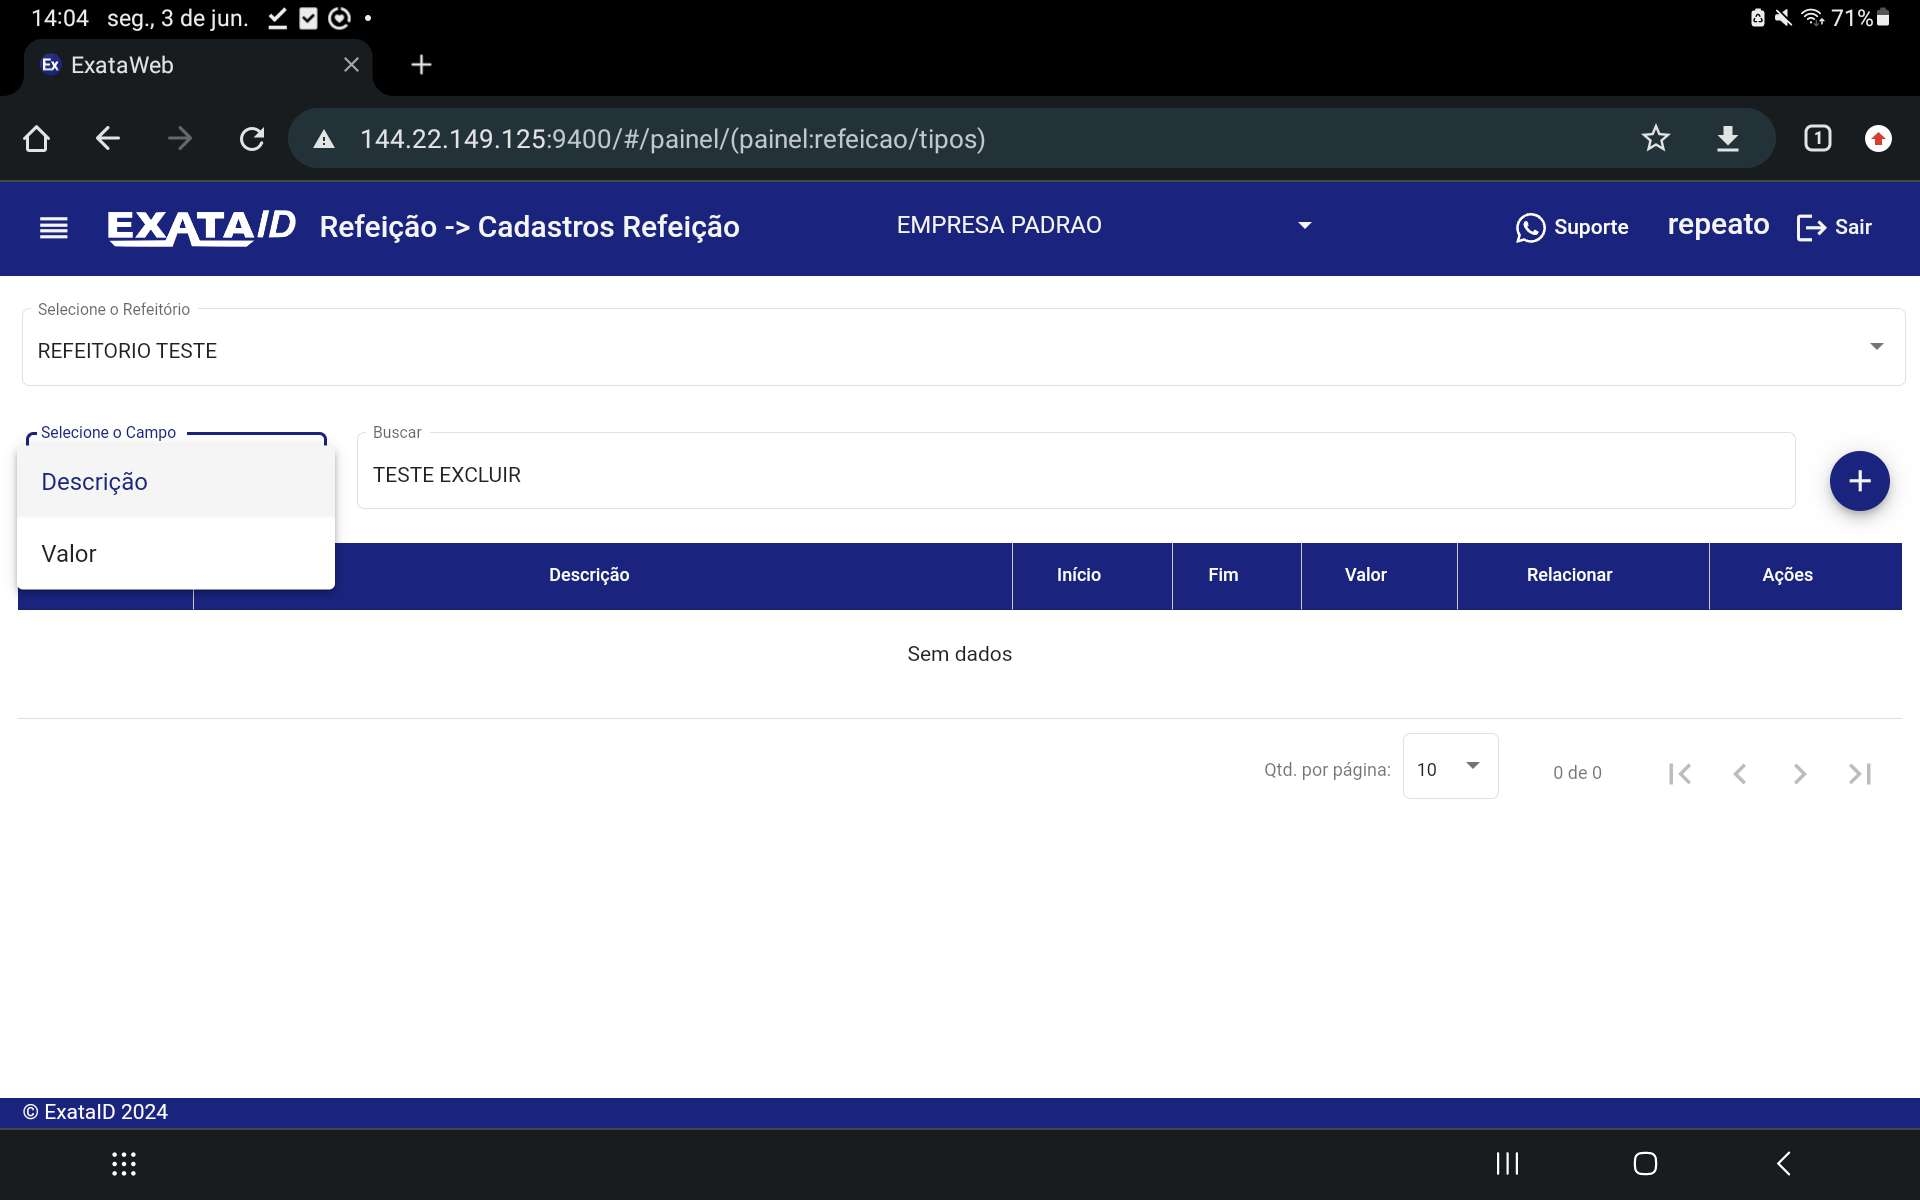 14:04 seg., 3 de jun.
71%
Ex ExataWeb
144.22.149.125:9400/#/painel/(painel:refeicao/tipos)
1
EXATAID Refeição -> Cadastros Refeição EMPRESA PADRAO Suporte repeato Sair
Selecione o Refeitório
REFEITORIO TESTE
Selecione o Campo
Buscar
Descrição
TESTE EXCLUIR
Valor
Descrição Início Fim Valor Relacionar Ações
Sem dados
Qtd. por página: 10 0 de 0
© ExataID 2024